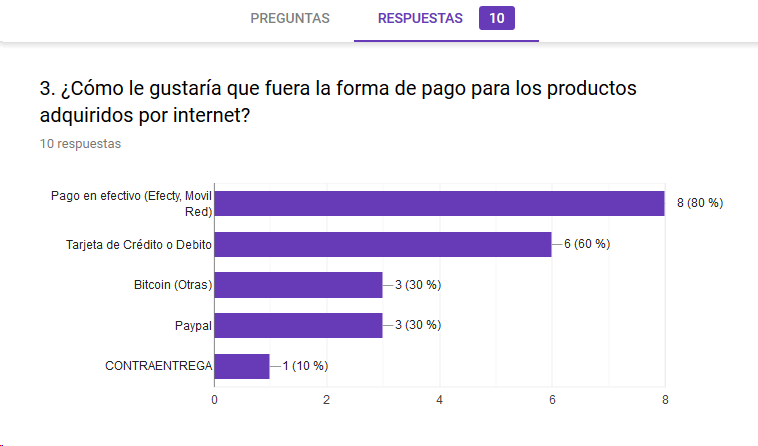 PREGUNTAS RESPUESTAS 10
3. ¿Cómo le gustaría que fuera la forma de pago para los productos
adquiridos por internet?
10 respuestas
Pago en efectivo (Efecty, Movil
Red)
8 (80 %)
Tarjeta de Crédito o Debito
6 (60 %)
Bitcoin (Otras)
3 (30 %)
Paypal
3 (30 %)
CONTRAENTREGA
1 (10 %)
0 2 4 6 8